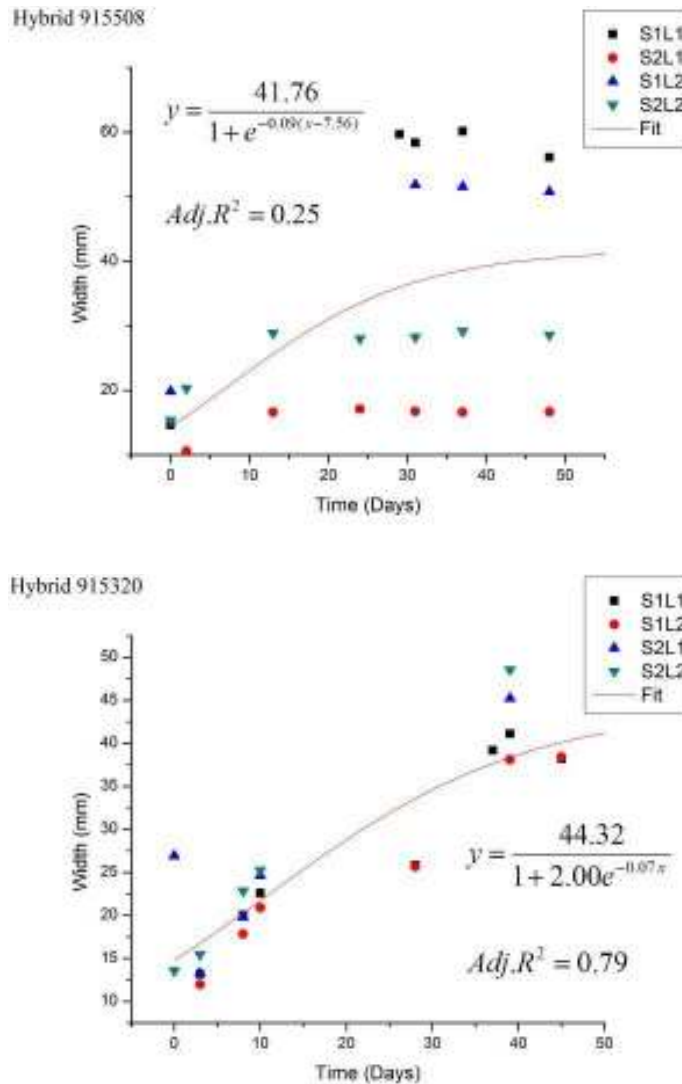 Hybrid 915508
S1L1
S2L1
S1L2
S2L2
Fit
y = 41.76 / (1 + e^{-0.09(x-7.56)})
Adj.R² = 0.25
60
40
20
Width (mm)
0 10 20 30 40 50
Time (Days)
Hybrid 915320
S1L1
S1L2
S2L1
S2L2
Fit
50
45
40
35
30
25
20
15
10
Width (mm)
y = 44.32 / (1 + 2.00e^{-0.07x})
Adj.R² = 0.79
0 10 20 30 40 50
Time (Days)